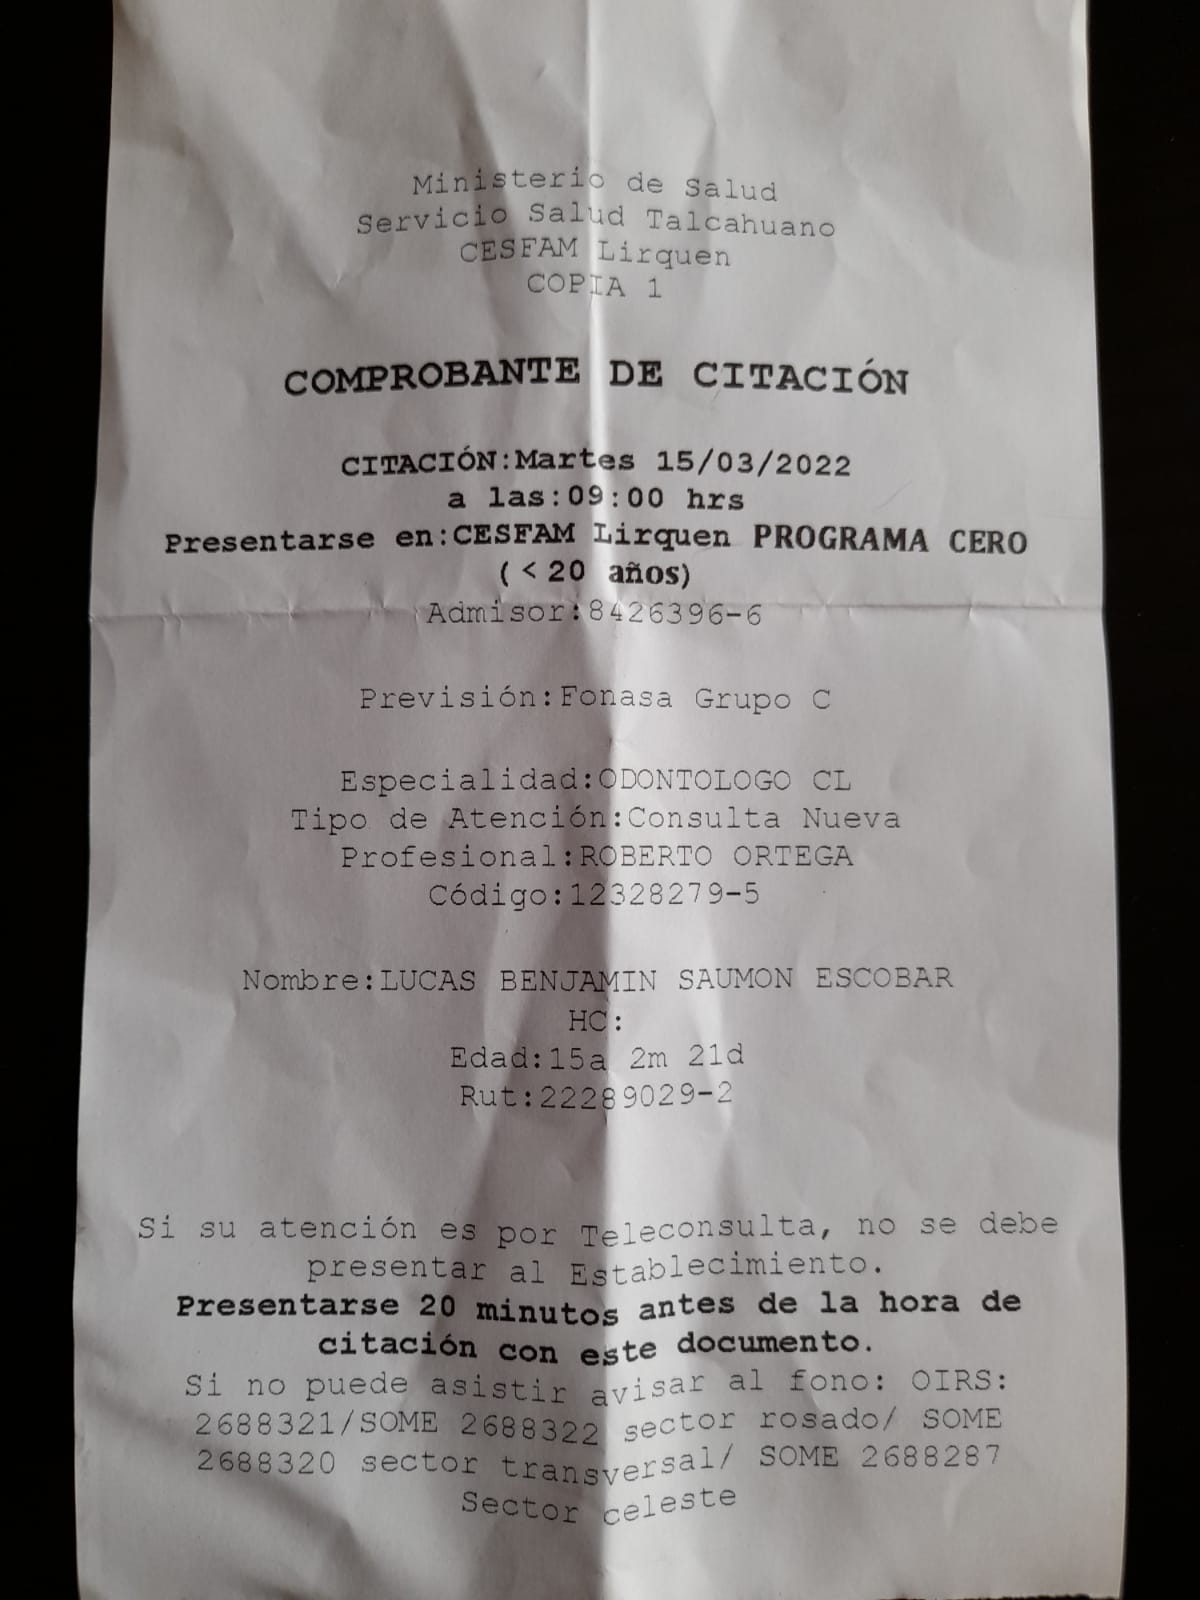 Ministerio de Salud
Servicio Salud Talcahuano
CESFAM Lirquen
COPIA 1
COMPROBANTE DE CITACIÓN
CITACIÓN:Martes 15/03/2022
a las:09:00 hrs
Presentarse en:CESFAM Lirquen PROGRAMA CERO
( < 20 años)
Admisor:8426396-6
Previsión:Fonasa Grupo C
Especialidad:ODONTOLOGO CL
Tipo de Atención:Consulta Nueva
Profesional:ROBERTO ORTEGA
Código:12328279-5
Nombre:LUCAS BENJAMIN SAUMON ESCOBAR
HC:
Edad:15a 2m 21d
Rut:22289029-2
Si su atención es por Teleconsulta, no se debe
presentar al Establecimiento.
Presentarse 20 minutos antes de la hora de
citación con este documento.
Si no puede asistir avisar al fono: OIRS:
2688321/SOME 2688322 sector rosado/ SOME
2688320 sector transversal/ SOME 2688287
Sector celeste